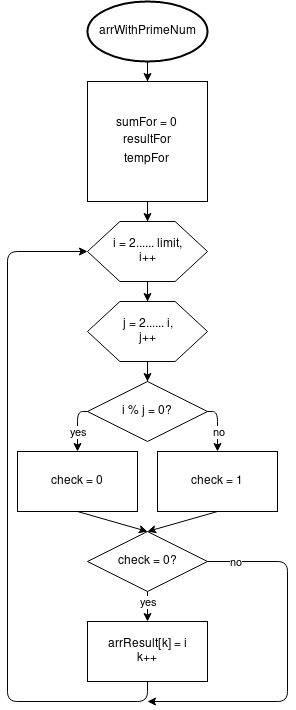 arrWithPrimeNum
sumFor = 0
resultFor
tempFor
i = 2...... limit,
i++
j = 2...... i,
j++
i % j = 0?
yes
no
check = 0
check = 1
check = 0?
no
yes
arrResult[k] = i
k++